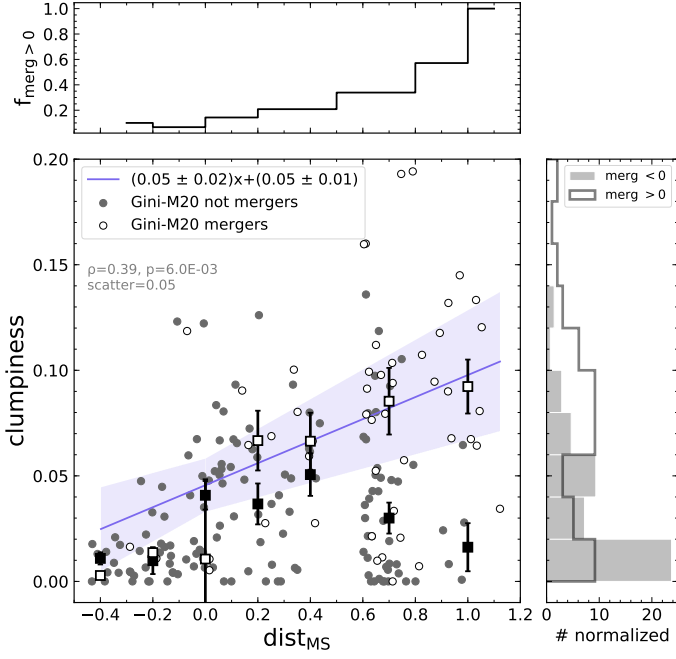 f_merg > 0
1.0
0.8
0.6
0.4
0.2
0.20
0.15
0.10
0.05
0.00
clumpiness
(0.05 ± 0.02)x+(0.05 ± 0.01)
Gini-M20 not mergers
Gini-M20 mergers
ρ=0.39, p=6.0E-03
scatter=0.05
−0.4 −0.2 0.0 0.2 0.4 0.6 0.8 1.0 1.2
dist_MS
merg < 0
merg > 0
0 10 20
# normalized